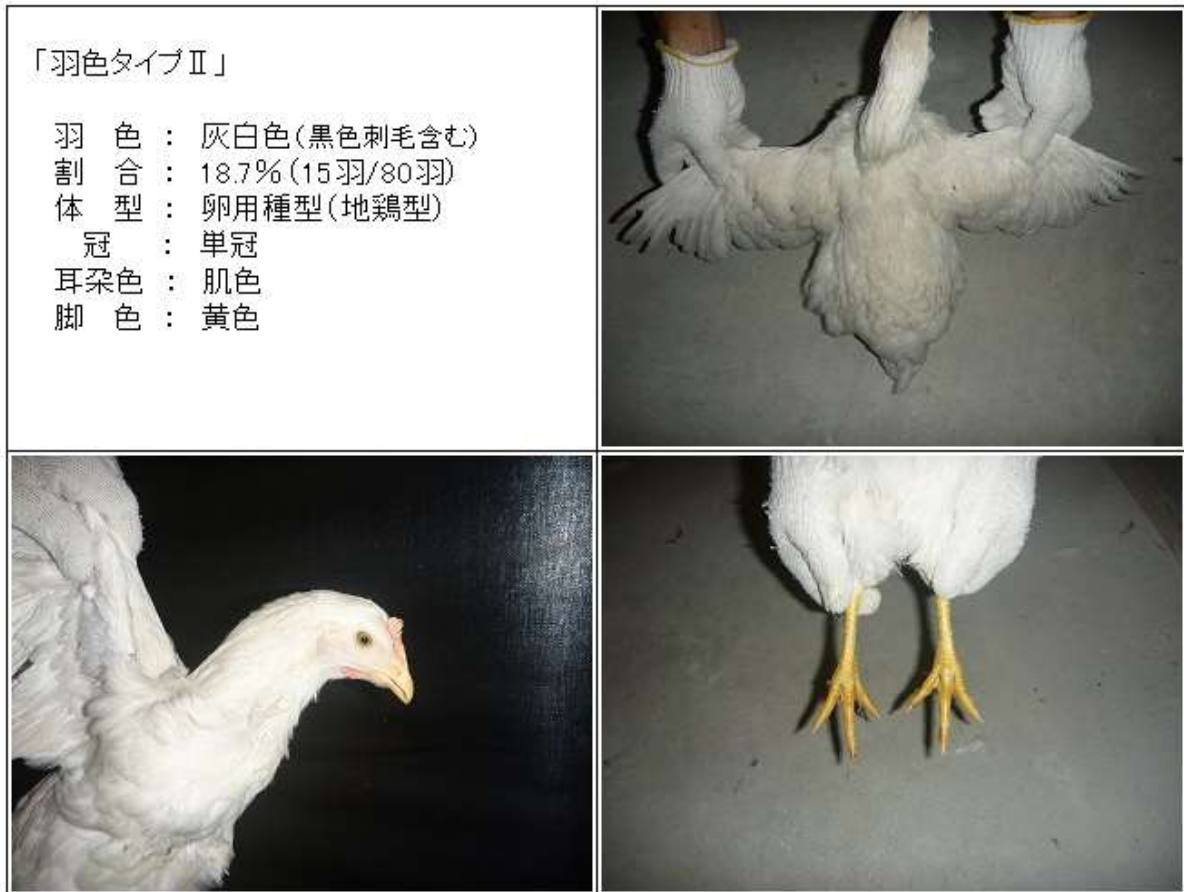 「羽色タイプⅡ」
羽 色 : 灰白色(黒色刺毛含む)
割 合 : 18.7%(15羽/80羽)
体 型 : 卵用種型(地鶏型)
冠 : 単冠
耳朶色 : 肌色
脚 色 : 黄色